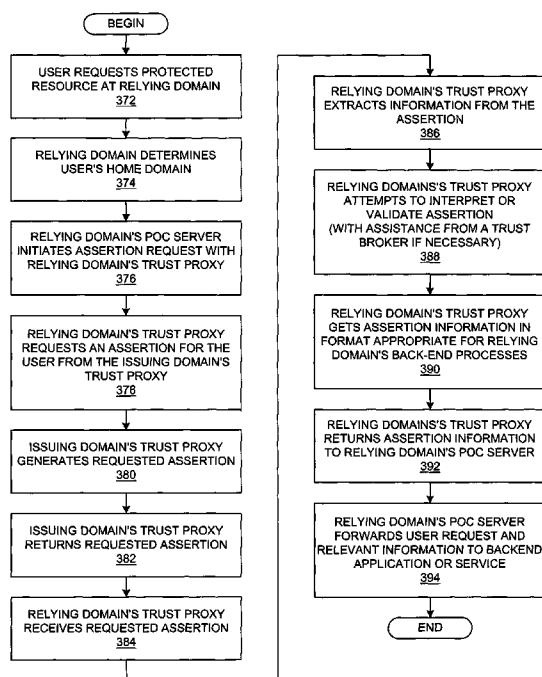 BEGIN
USER REQUESTS PROTECTED
RESOURCE AT RELYING DOMAIN
372
RELYING DOMAIN DETERMINES
USER'S HOME DOMAIN
374
RELYING DOMAIN'S POC SERVER
INITIATES ASSERTION REQUEST WITH
RELYING DOMAIN'S TRUST PROXY
376
RELYING DOMAIN'S TRUST PROXY
REQUESTS AN ASSERTION FOR THE
USER FROM THE ISSUING DOMAIN'S
TRUST PROXY
378
ISSUING DOMAIN'S TRUST PROXY
GENERATES REQUESTED ASSERTION
380
ISSUING DOMAIN'S TRUST PROXY
RETURNS REQUESTED ASSERTION
382
RELYING DOMAIN'S TRUST PROXY
RECEIVES REQUESTED ASSERTION
384
RELYING DOMAIN'S TRUST PROXY
EXTRACTS INFORMATION FROM THE
ASSERTION
386
RELYING DOMAINS'S TRUST PROXY
ATTEMPTS TO INTERPRET OR
VALIDATE ASSERTION
(WITH ASSISTANCE FROM A TRUST
BROKER IF NECESSARY)
388
RELYING DOMAIN'S TRUST PROXY
GETS ASSERTION INFORMATION IN
FORMAT APPROPRIATE FOR RELYING
DOMAIN'S BACK-END PROCESSES
390
RELYING DOMAINS'S TRUST PROXY
RETURNS ASSERTION INFORMATION
TO RELYING DOMAIN'S POC SERVER
392
RELYING DOMAIN'S POC SERVER
FORWARDS USER REQUEST AND
RELEVANT INFORMATION TO BACKEND
APPLICATION OR SERVICE
394
END